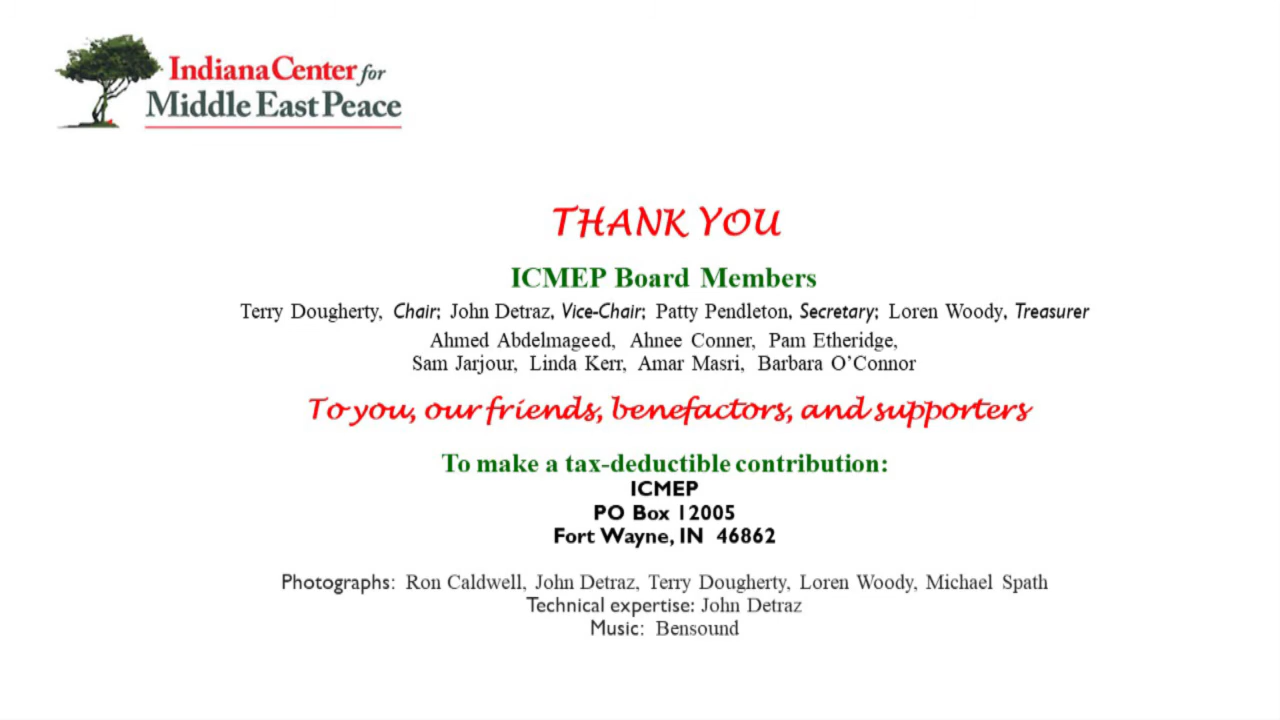 Indiana Center for
Middle East Peace
THANK YOU
ICMEP Board Members
Terry Dougherty, Chair; John Detraz, Vice-Chair; Patty Pendleton, Secretary; Loren Woody, Treasurer
Ahmed Abdelmageed, Ahnee Conner, Pam Etheridge,
Sam Jarjour, Linda Kerr, Amar Masri, Barbara O’Connor
To you, our friends, benefactors, and supporters
To make a tax-deductible contribution:
ICMEP
PO Box 12005
Fort Wayne, IN 46862
Photographs: Ron Caldwell, John Detraz, Terry Dougherty, Loren Woody, Michael Spath
Technical expertise: John Detraz
Music: Bensound